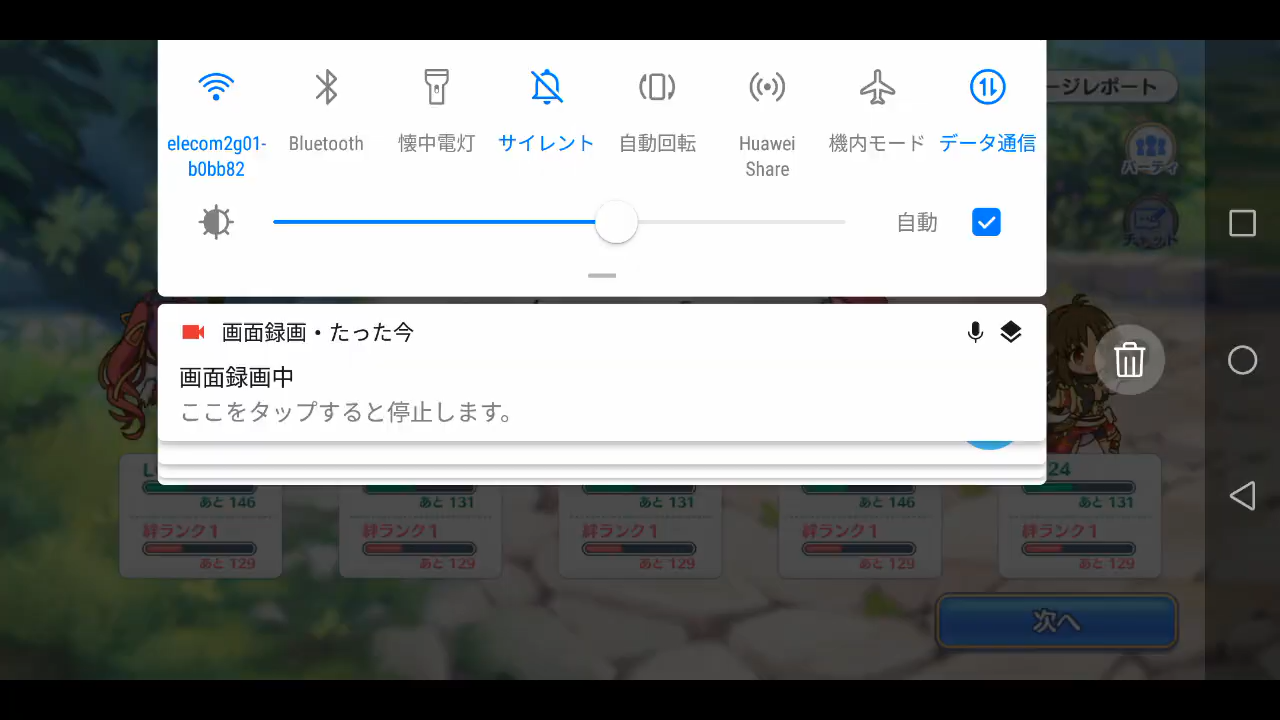 elecom2g01-
b0bb82
Bluetooth
懐中電灯
サイレント
自動回転
Huawei
Share
機内モード
データ通信
自動
画面録画・たった今
画面録画中
ここをタップすると停止します。
ージレポート
パーティ
チャット
24
あと 146
あと 131
あと 131
あと 146
あと 131
絆ランク1
絆ランク1
絆ランク1
絆ランク1
絆ランク1
あと 129
あと 129
あと 129
あと 129
あと 129
次へ